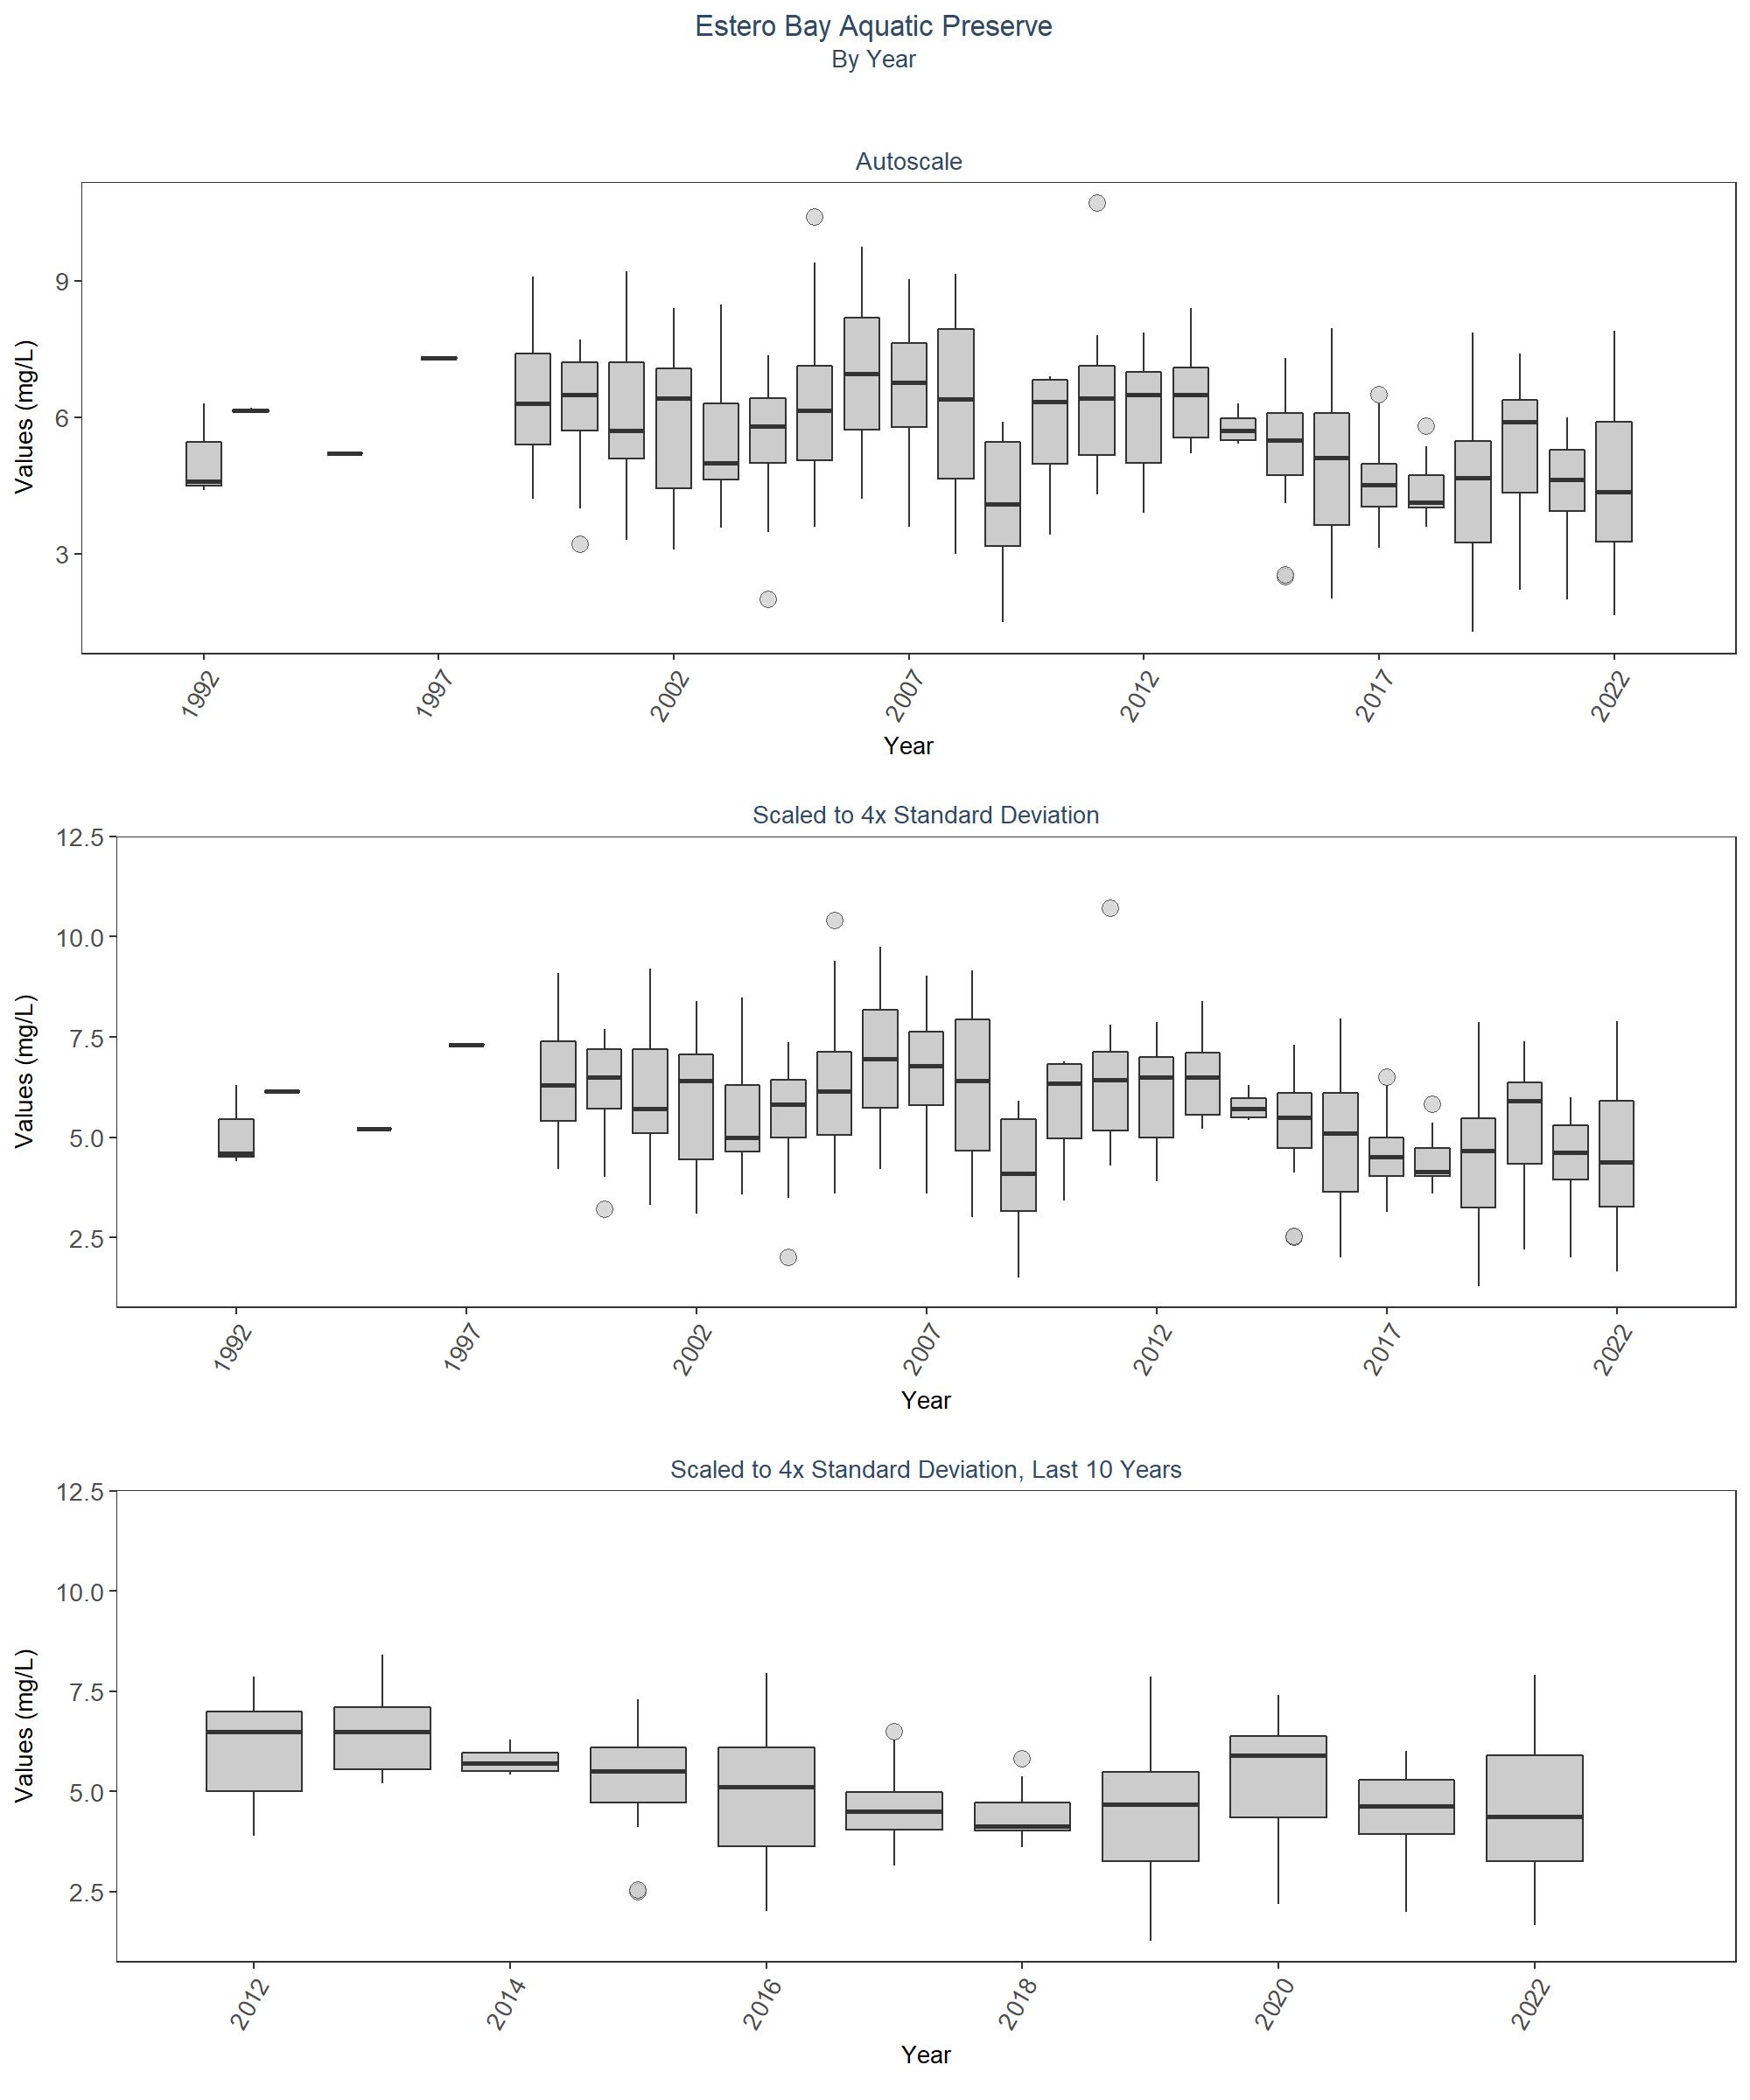 Estero Bay Aquatic Preserve
By Year
Autoscale
Values (mg/L)
9
6
3
1992 1997 2002 2007 2012 2017 2022
Year
Scaled to 4x Standard Deviation
Values (mg/L)
12.5
10.0
7.5
5.0
2.5
1992 1997 2002 2007 2012 2017 2022
Year
Scaled to 4x Standard Deviation, Last 10 Years
Values (mg/L)
12.5
10.0
7.5
5.0
2.5
2012 2014 2016 2018 2020 2022
Year